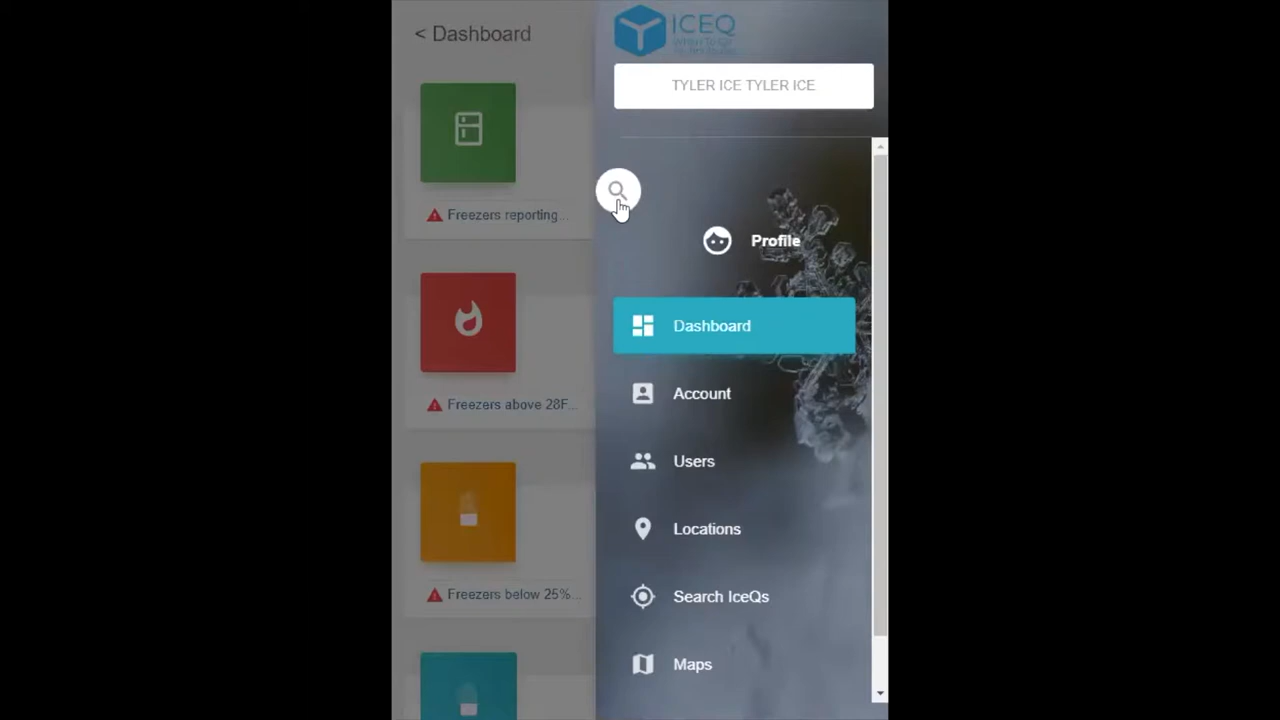 < Dashboard
Freezers reporting...
Freezers above 28F...
Freezers below 25%...
ICEQ
TYLER ICE TYLER ICE
Profile
Dashboard
Account
Users
Locations
Search IceQs
Maps